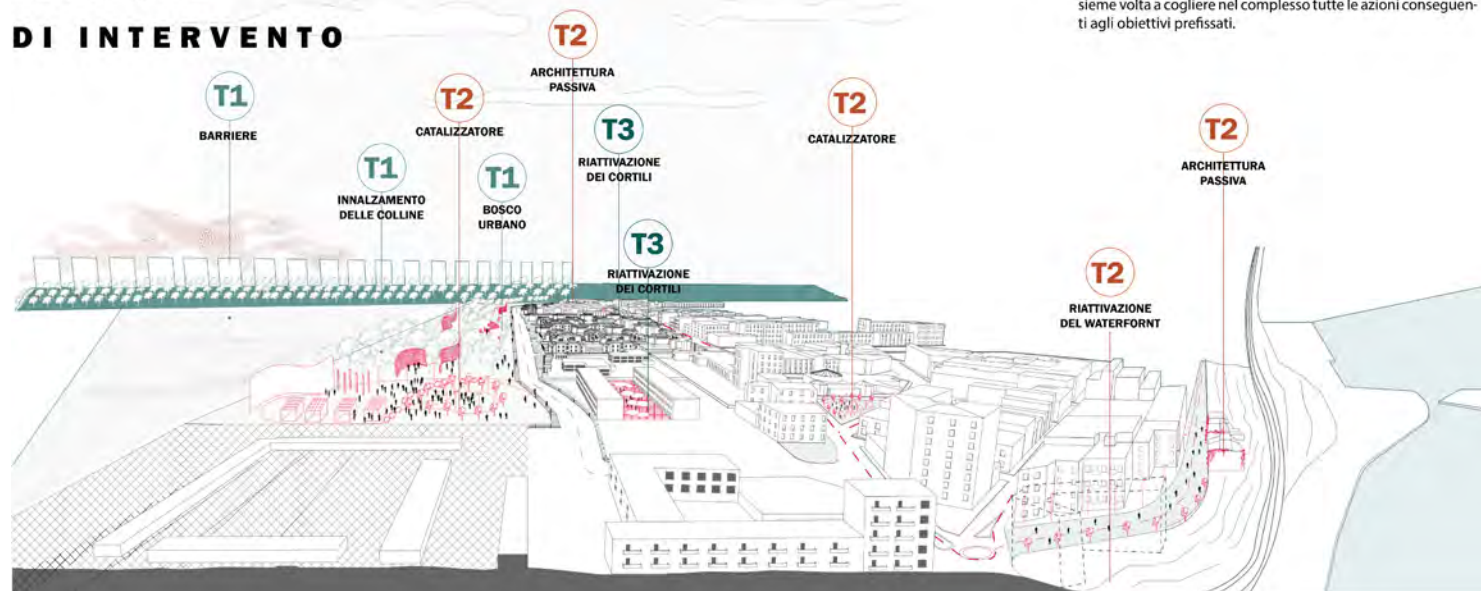 sieme volta a cogliere nel complesso tutte le azioni conseguen-
ti agli obiettivi prefissati.
DI INTERVENTO
T1
BARRIERE
T1
INNALZAMENTO
DELLE COLLINE
T2
CATALIZZATORE
T1
BOSCO
URBANO
T2
ARCHITETTURA
PASSIVA
T3
RIATTIVAZIONE
DEI CORTILI
T3
RIATTIVAZIONE
DEI CORTILI
T2
CATALIZZATORE
T2
RIATTIVAZIONE
DEL WATERFORNT
T2
ARCHITETTURA
PASSIVA